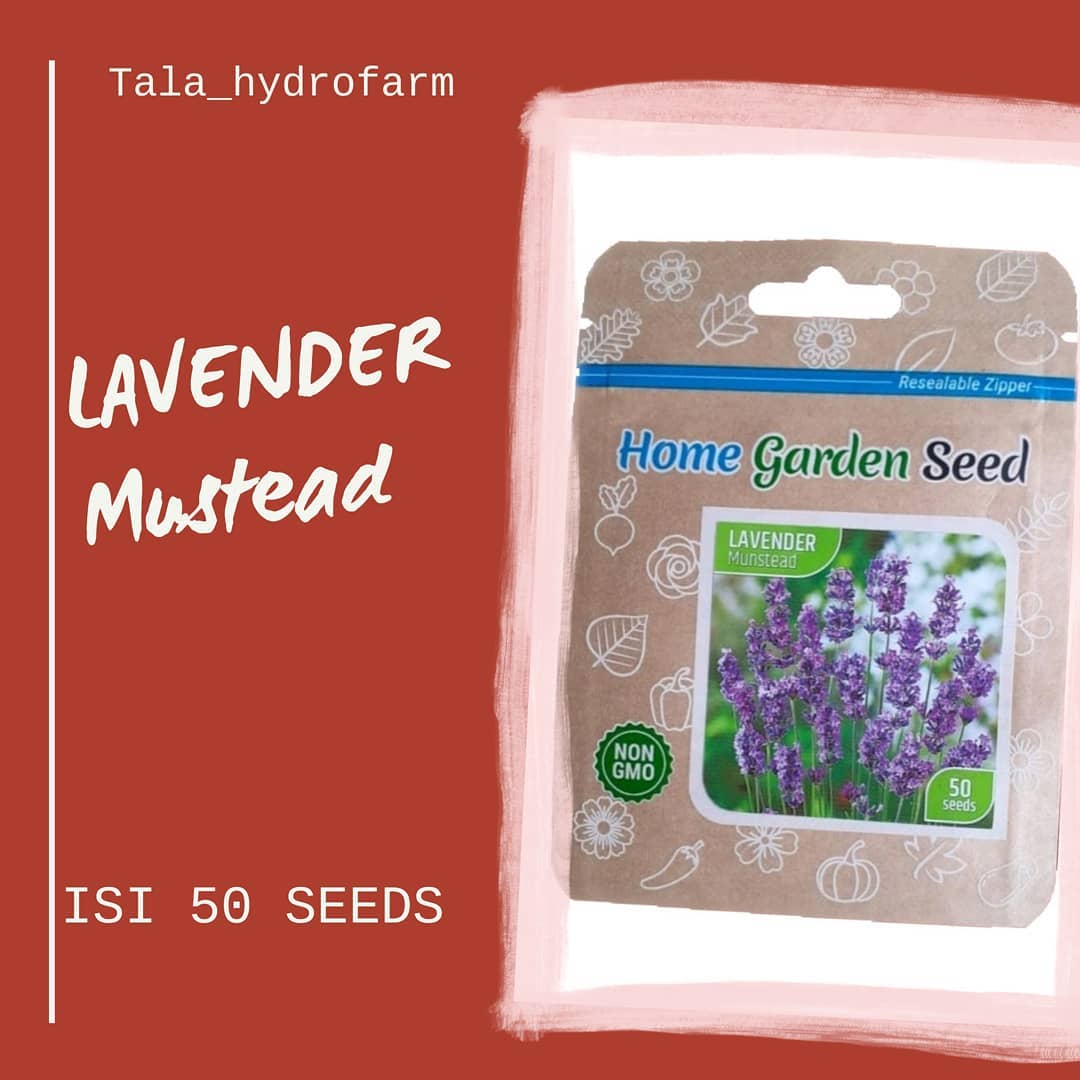 Tala_hydrofarm
LAVENDER
Mustead
ISI 50 SEEDS
Resealable Zipper
Home Garden Seed
LAVENDER
Munstead
NON
GMO
50
seeds